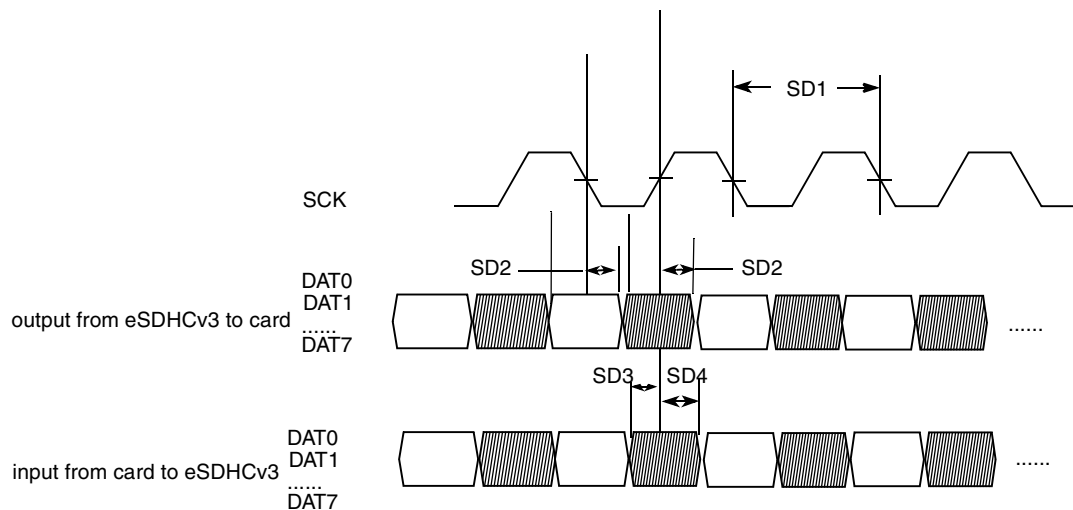 SD1
SCK
SD2
SD2
DAT0
DAT1
......
DAT7
output from eSDHCv3 to card
......
SD3
SD4
DAT0
DAT1
......
DAT7
input from card to eSDHCv3
......